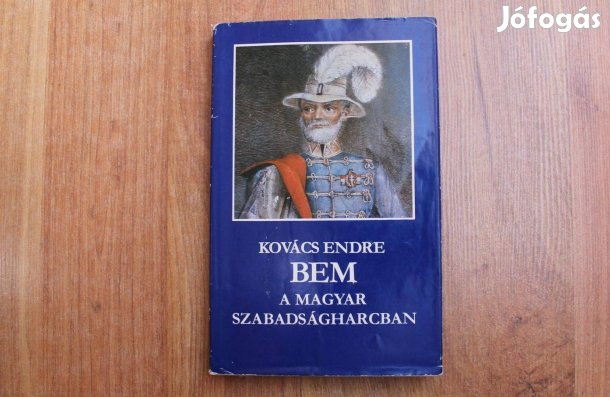 Jófogás
KOVÁCS ENDRE
BEM
A MAGYAR
SZABADSÁGHARCBAN